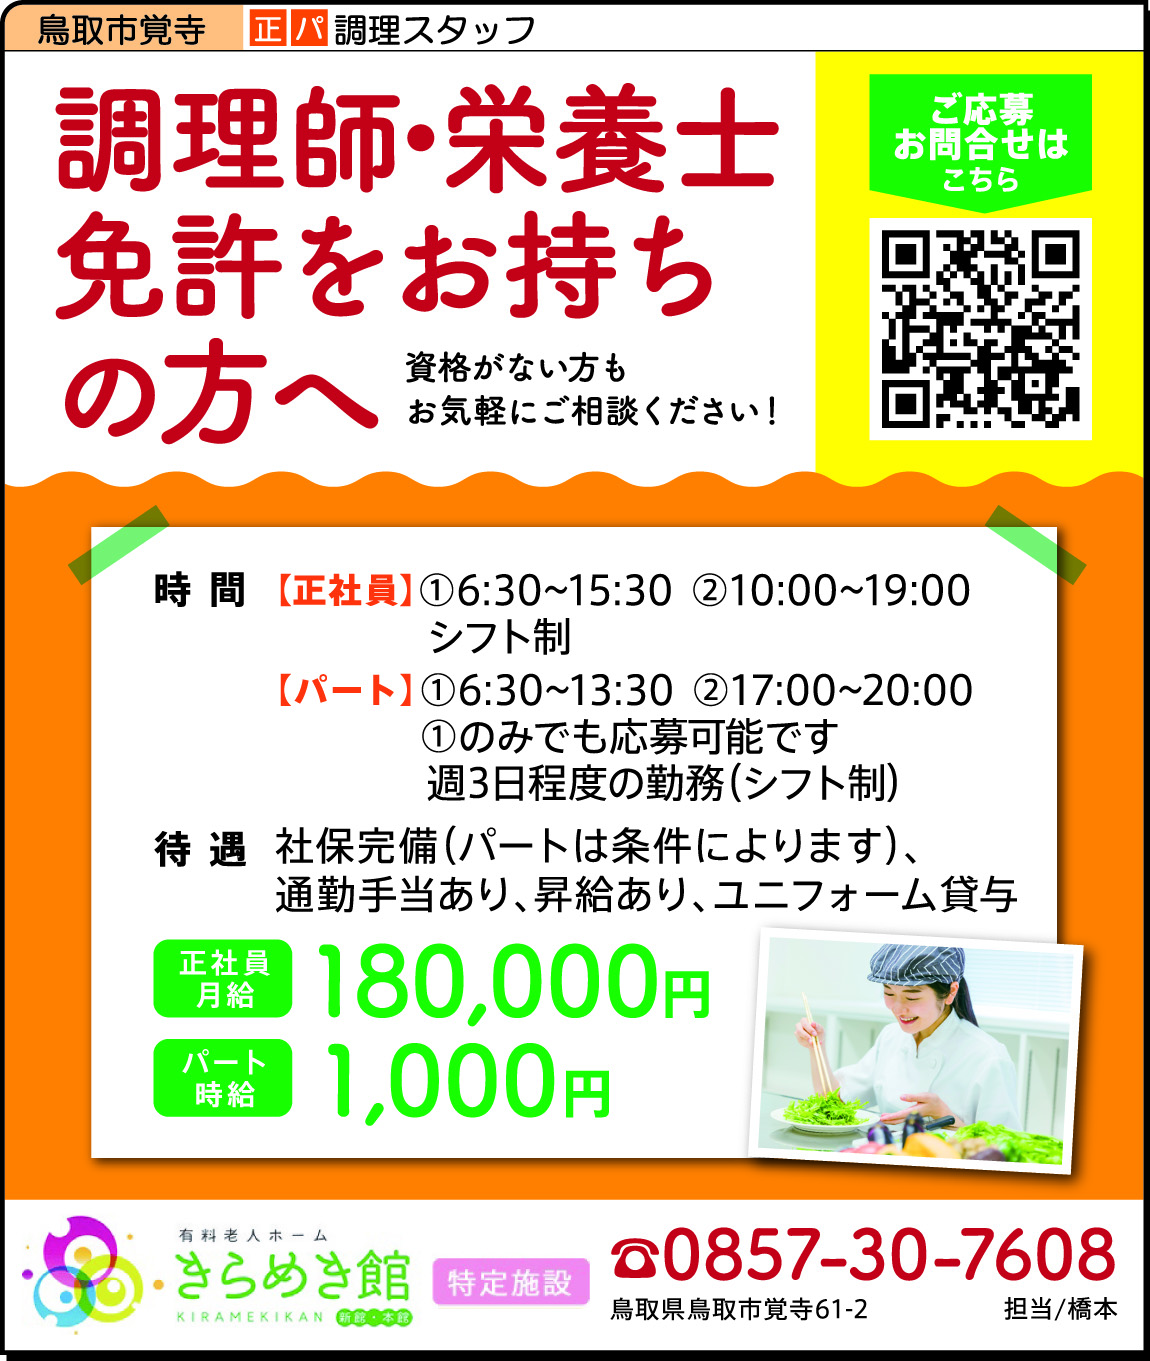 鳥取市覚寺 正 パ 調理スタッフ
調理師・栄養士
免許をお持ち
の方へ
資格がない方も
お気軽にご相談ください！
ご応募
お問合せは
こちら
時間 【正社員】①6:30~15:30 ②10:00~19:00
シフト制
【パート】①6:30~13:30 ②17:00~20:00
①のみでも応募可能です
週3日程度の勤務(シフト制)
待遇 社保完備(パートは条件によります)、
通勤手当あり、昇給あり、ユニフォーム貸与
正社員
月給
180,000円
パート
時給
1,000円
有料老人ホーム
きらめき館
KIRAMEKIKAN 新館・本館
特定施設
☎0857-30-7608
鳥取県鳥取市覚寺61-2 担当/橋本